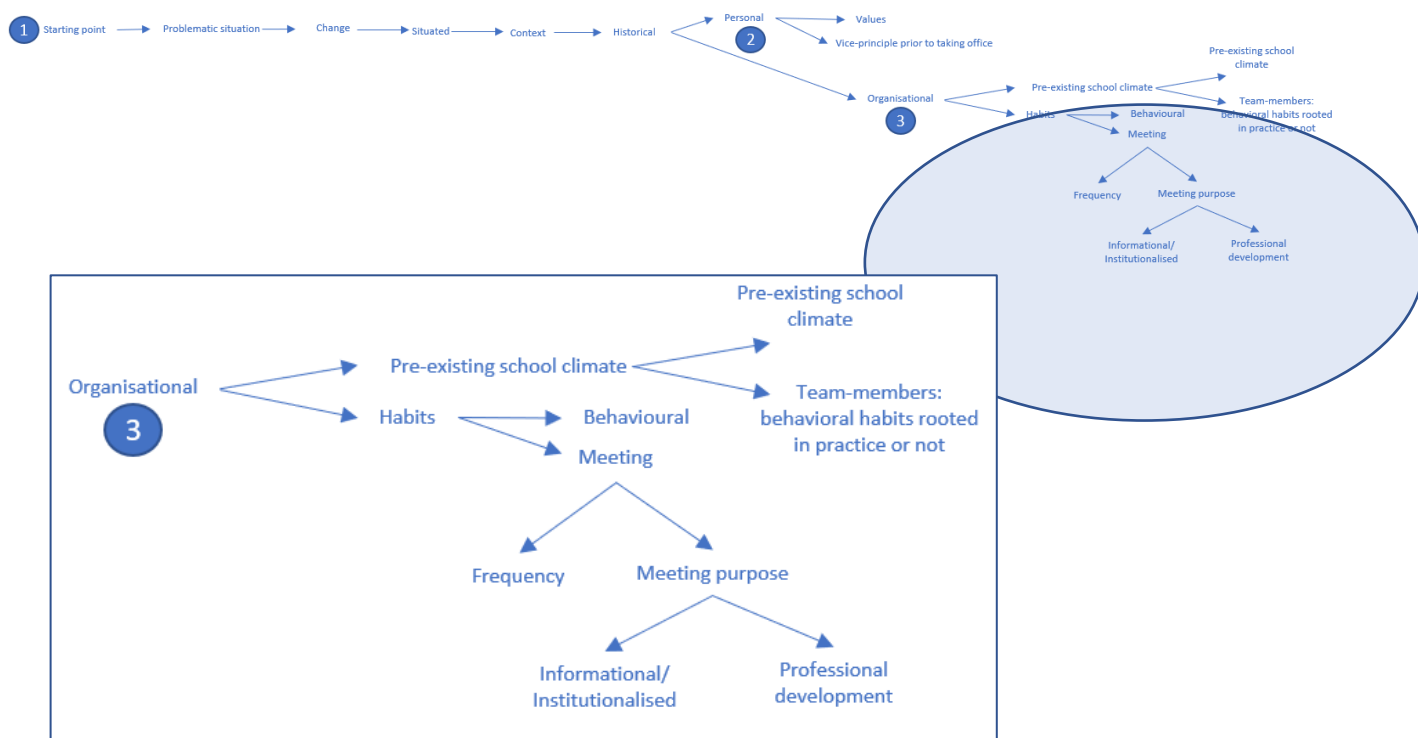 1 Starting point Problematic situation Change Situated Context Historical Personal Values
2 Vice-principle prior to taking office
Pre-existing school
climate
Organisational Pre-existing school climate
3 Team-members:
behavioral habits rooted
in practice or not
Habits Behavioural
Meeting
Frequency Meeting purpose
Informational/
Institutionalised
Professional
development
Pre-existing school
climate
Pre-existing school climate
Organisational
3
Team-members:
behavioral habits rooted
in practice or not
Habits Behavioural
Meeting
Frequency Meeting purpose
Informational/
Institutionalised
Professional
development